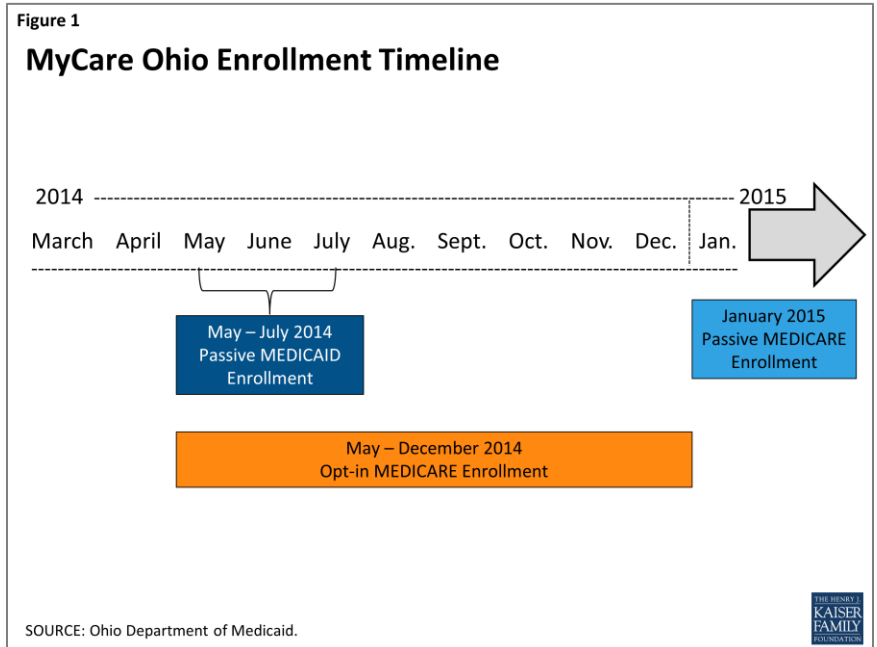 Figure 1
MyCare Ohio Enrollment Timeline
2014 2015
March April May June July Aug. Sept. Oct. Nov. Dec. Jan.
May – July 2014
Passive MEDICAID
Enrollment
January 2015
Passive MEDICARE
Enrollment
May – December 2014
Opt-in MEDICARE Enrollment
SOURCE: Ohio Department of Medicaid.
THE HENRY J.
KAISER
FAMILY
FOUNDATION